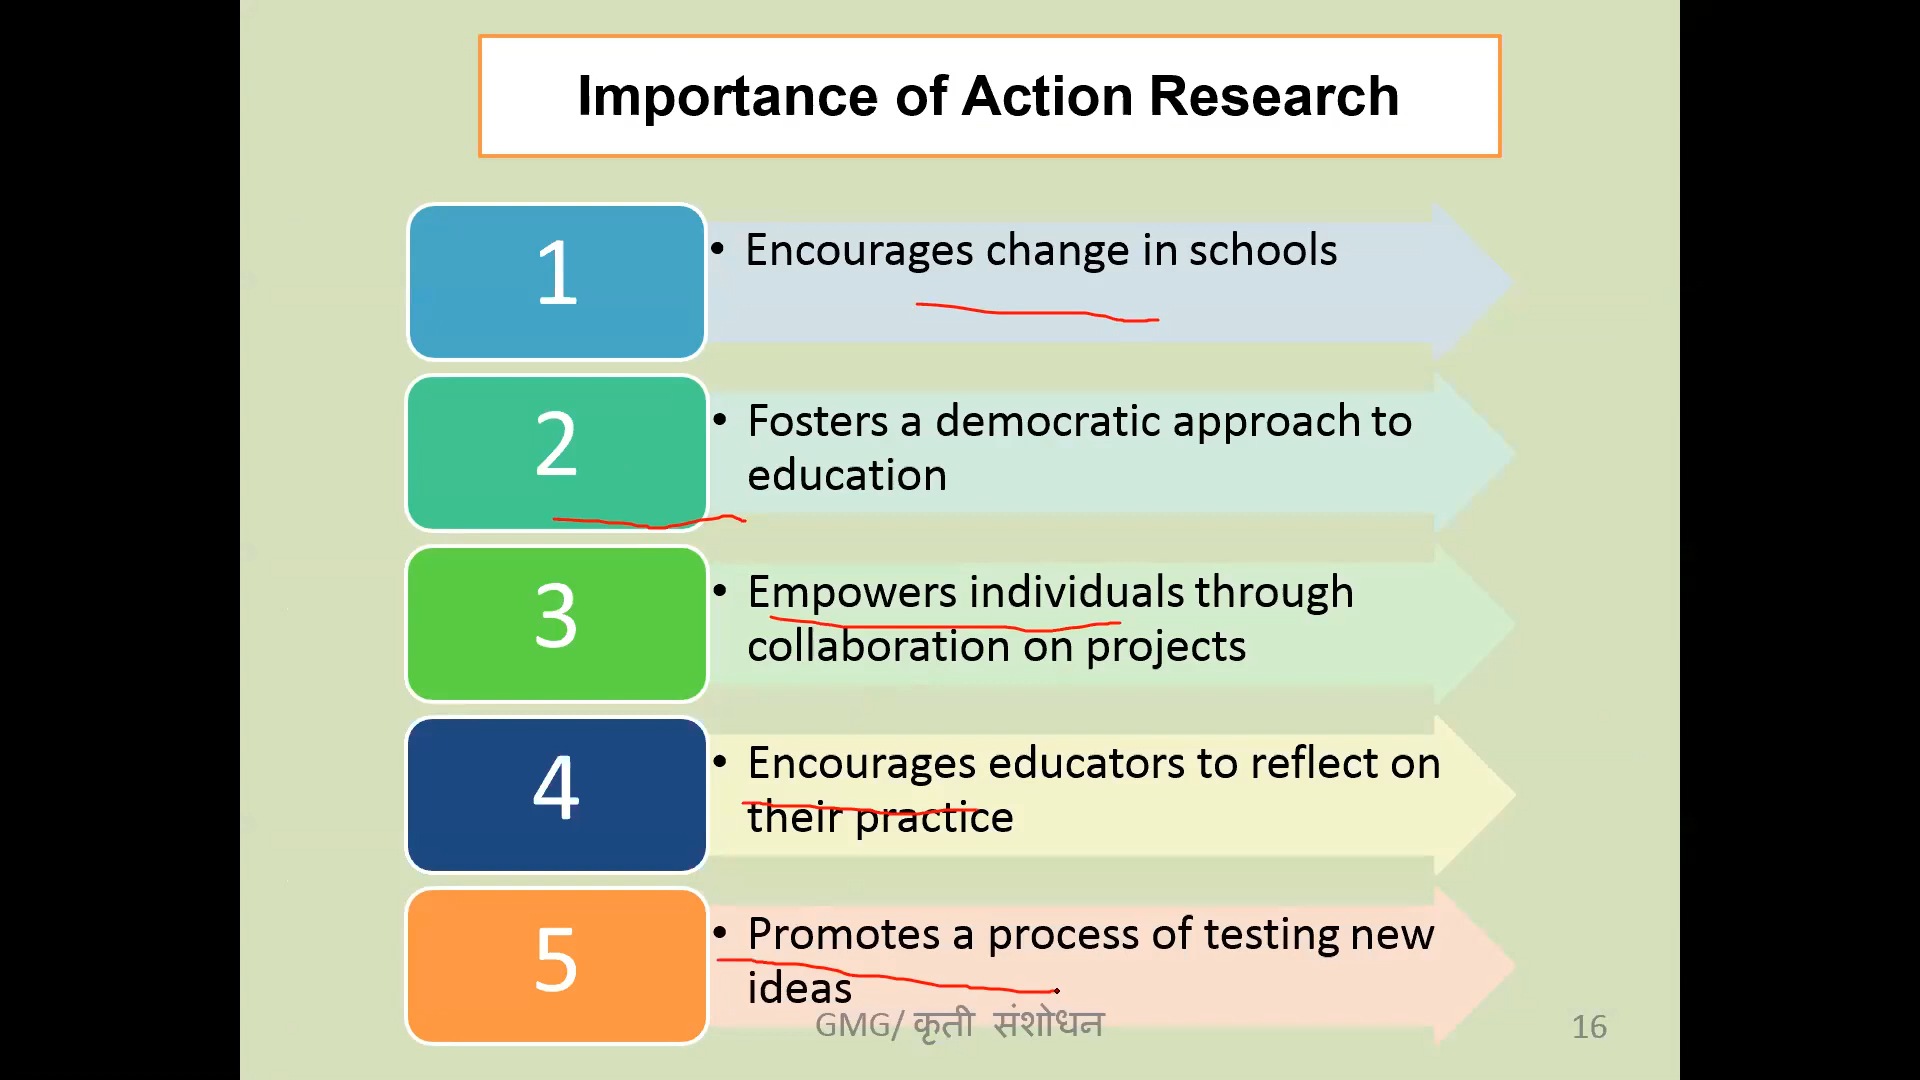 Importance of Action Research
1
• Encourages change in schools
2
• Fosters a democratic approach to
education
3
• Empowers individuals through
collaboration on projects
4
• Encourages educators to reflect on
their practice
5
• Promotes a process of testing new
ideas
GMG/ कृती संशोधन
16